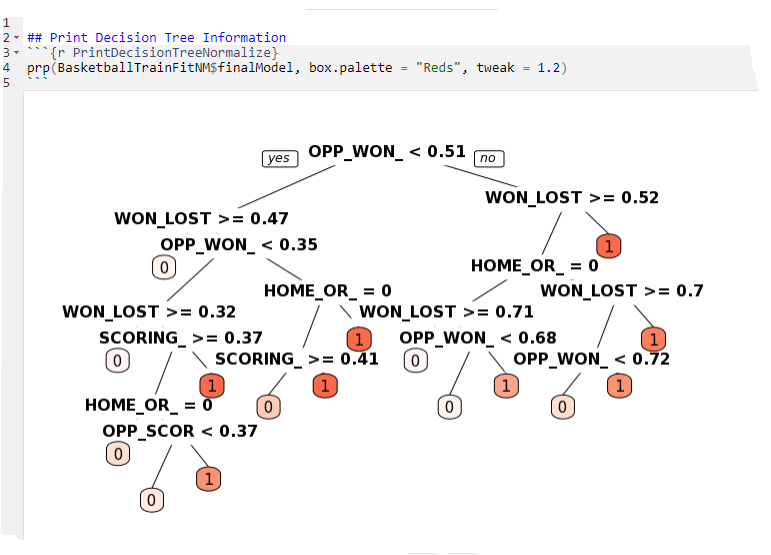 1
2 ## Print Decision Tree Information
3 ```{r PrintDecisionTreeNormalize}
4 prp(BasketballTrainFitNM$finalModel, box.palette = "Reds", tweak = 1.2)
5 ```
yes OPP_WON_ < 0.51 no
WON_LOST >= 0.52
WON_LOST >= 0.47
OPP_WON_ < 0.35 1
0 HOME_OR_ = 0
HOME_OR_ = 0 WON_LOST >= 0.7
WON_LOST >= 0.32 WON_LOST >= 0.71
SCORING_ >= 0.37 1 OPP_WON_ < 0.68 1
0 SCORING_ >= 0.41 0 OPP_WON_ < 0.72
1 1 1 1
HOME_OR_ = 0 0 0 0
OPP_SCOR < 0.37
0
1
0